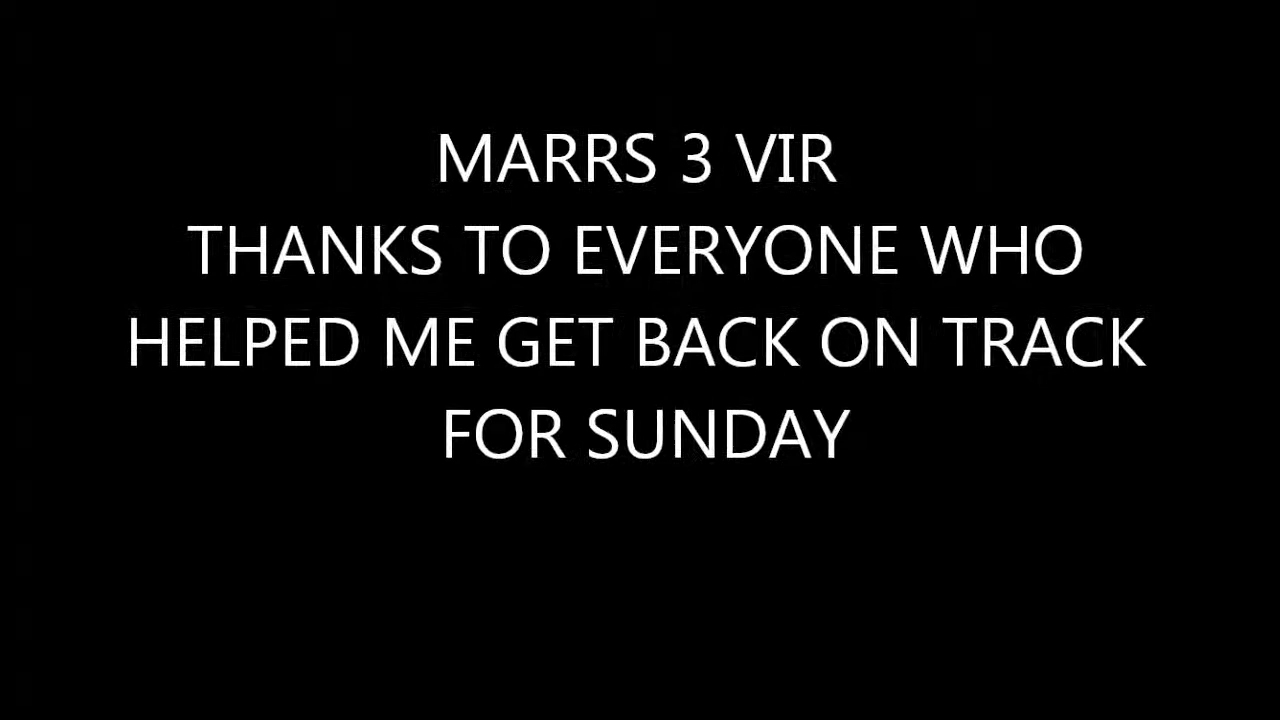 MARRS 3 VIR
THANKS TO EVERYONE WHO
HELPED ME GET BACK ON TRACK
FOR SUNDAY